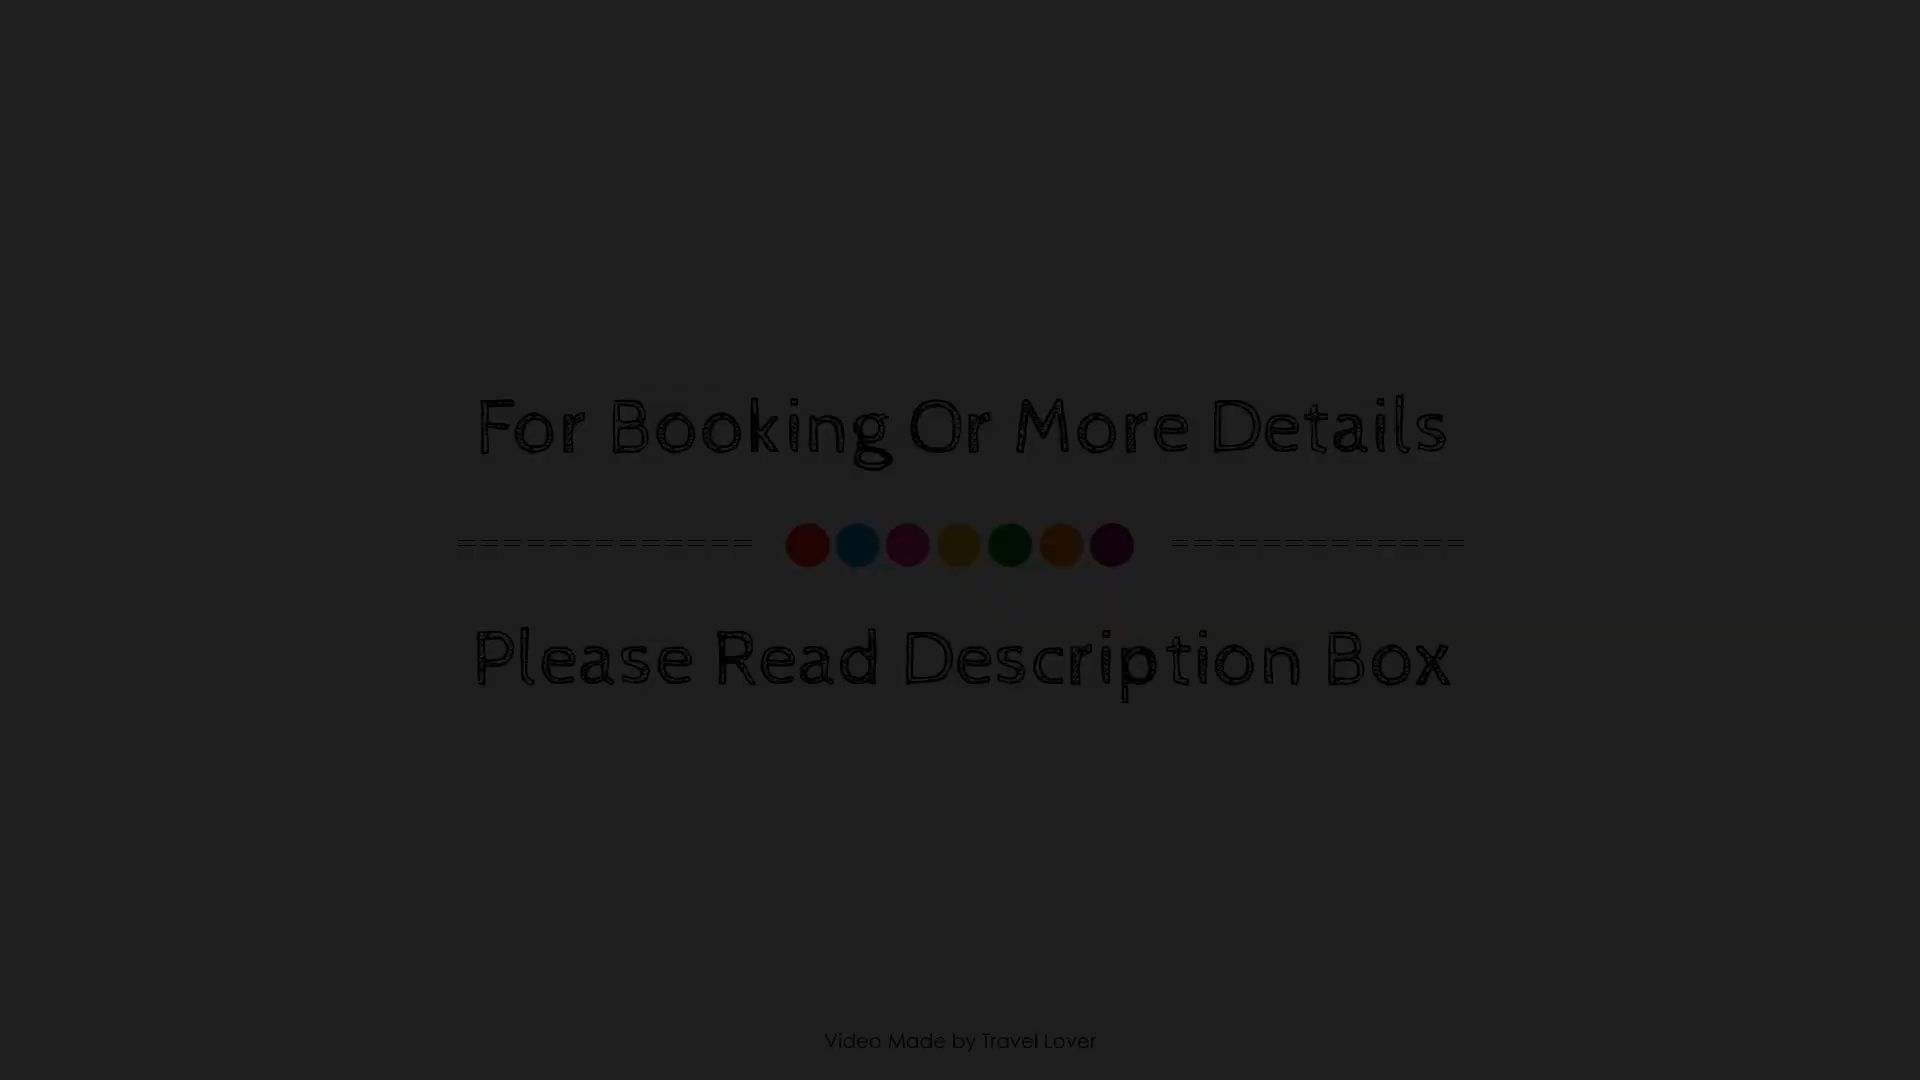 For Booking Or More Details
============= =============
Please Read Description Box
Video Made by Travel Lover